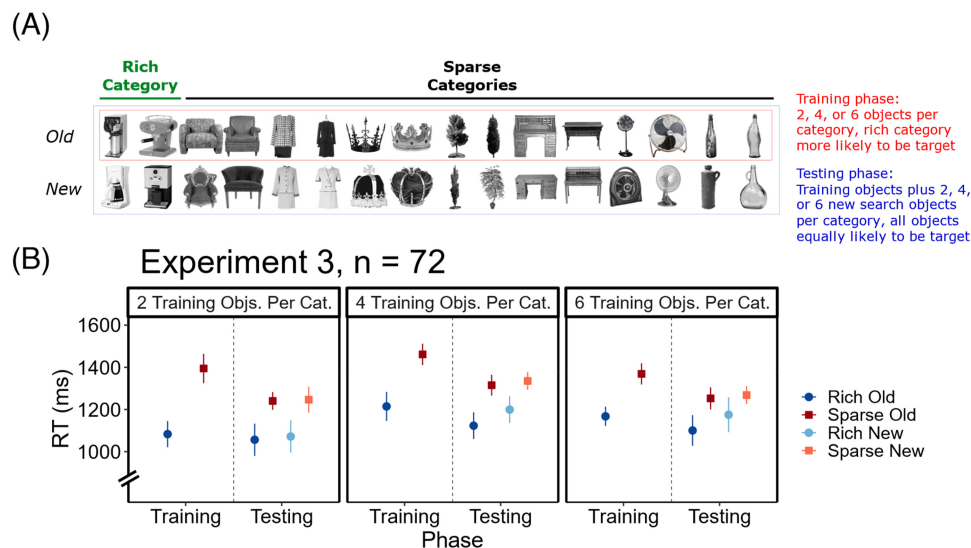 (A)
Rich
Category
Sparse
Categories
Old
New
Training phase:
2, 4, or 6 objects per
category, rich category
more likely to be target
Testing phase:
Training objects plus 2, 4,
or 6 new search objects
per category, all objects
equally likely to be target
(B)
Experiment 3, n = 72
2 Training Objs. Per Cat.
4 Training Objs. Per Cat.
6 Training Objs. Per Cat.
RT (ms)
1600
1400
1200
1000
Rich Old
Sparse Old
Rich New
Sparse New
Training Testing Training Testing Training Testing
Phase